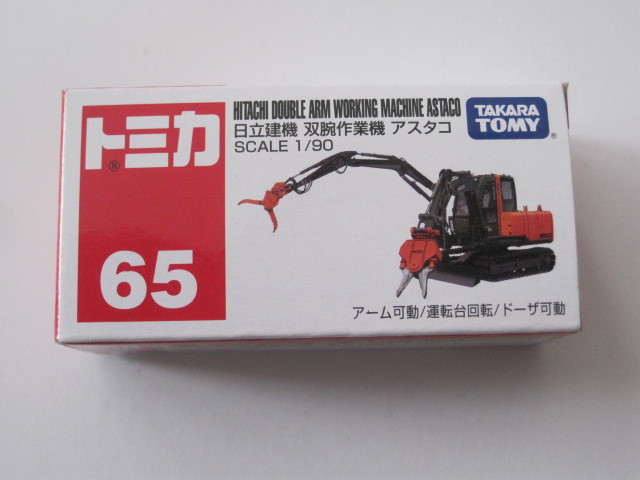 トミカ
®
65
HITACHI DOUBLE ARM WORKING MACHINE ASTACO
日立建機 双腕作業機 アスタコ
SCALE 1/90
TAKARA
TOMY
®
アーム可動/運転台回転/ドーザ可動